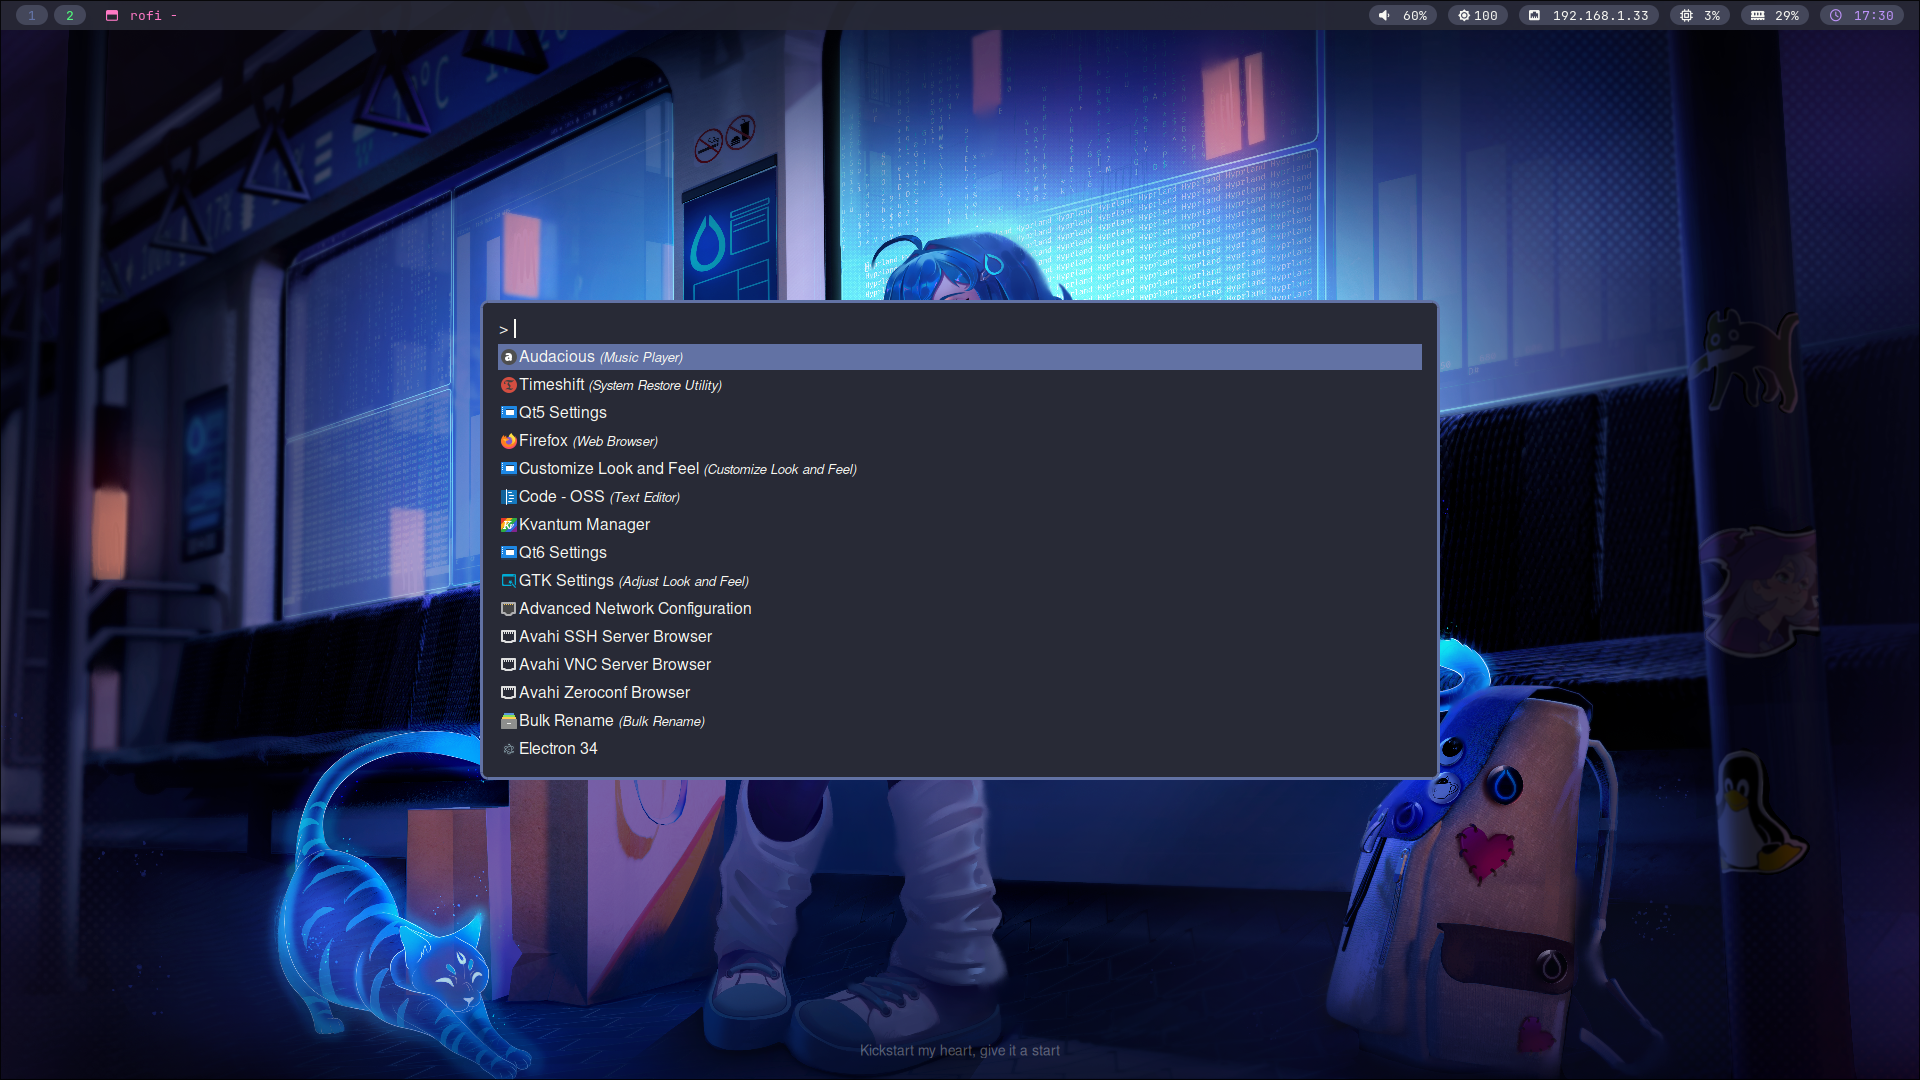 1 2 rofi - 60% 100 192.168.1.33 3% 29% 17:30
>
Audacious (Music Player)
Timeshift (System Restore Utility)
Qt5 Settings
Firefox (Web Browser)
Customize Look and Feel (Customize Look and Feel)
Code - OSS (Text Editor)
Kvantum Manager
Qt6 Settings
GTK Settings (Adjust Look and Feel)
Advanced Network Configuration
Avahi SSH Server Browser
Avahi VNC Server Browser
Avahi Zeroconf Browser
Bulk Rename (Bulk Rename)
Electron 34
Kickstart my heart, give it a start